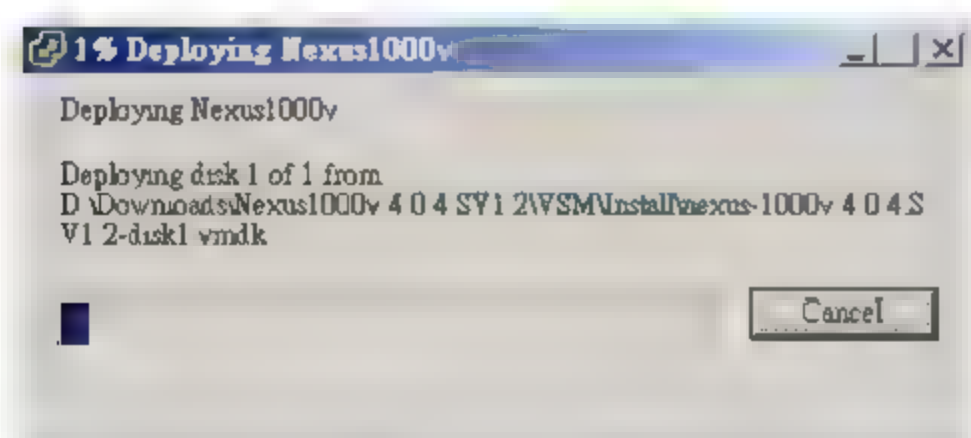 1% Deploying Nexus1000v
Deploying Nexus1000v
Deploying disk 1 of 1 from
D:\Downloads\Nexus1000v.4.0.4.SV1.2\VSM\Install\nexus-1000v.4.0.4.S
V1.2-disk1.vmdk
Cancel